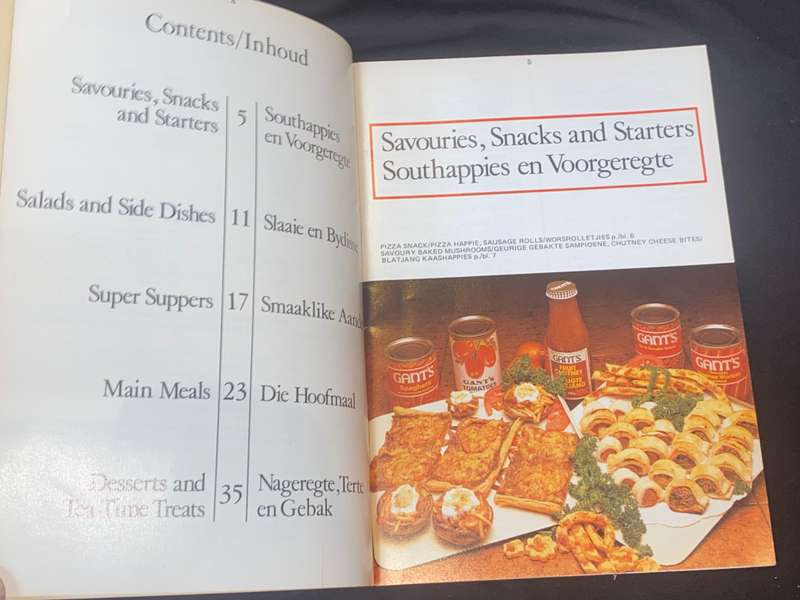 Contents/Inhoud
Savouries, Snacks
and Starters
5
Southappies
en Voorgeregte
Salads and Side Dishes
11
Slaaie en Bydisse
Super Suppers
17
Smaaklike
Main Meals
23
Die Hoofmaal
Desserts and
Tea-Time Treats
35
Nageregte, Terte
en Gebak
5
Savouries, Snacks and Starters
Southappies en Voorgeregte
PIZZA SNACK/PIZZA HAPPIE; SAUSAGE ROLLS/WORSROLLETJIES p./bl. 6
SAVOURY BAKED MUSHROOMS/GEURIGE GEBAKTE SAMPIOENE; CHUTNEY CHEESE BITES/
BLATJANG KAASHAPPIES p./bl. 7
GANT'S
Spaghetti
GANT'S
TOMATOES
GANT'S
FRUIT
CHUTNEY
GANT'S
GANT'S